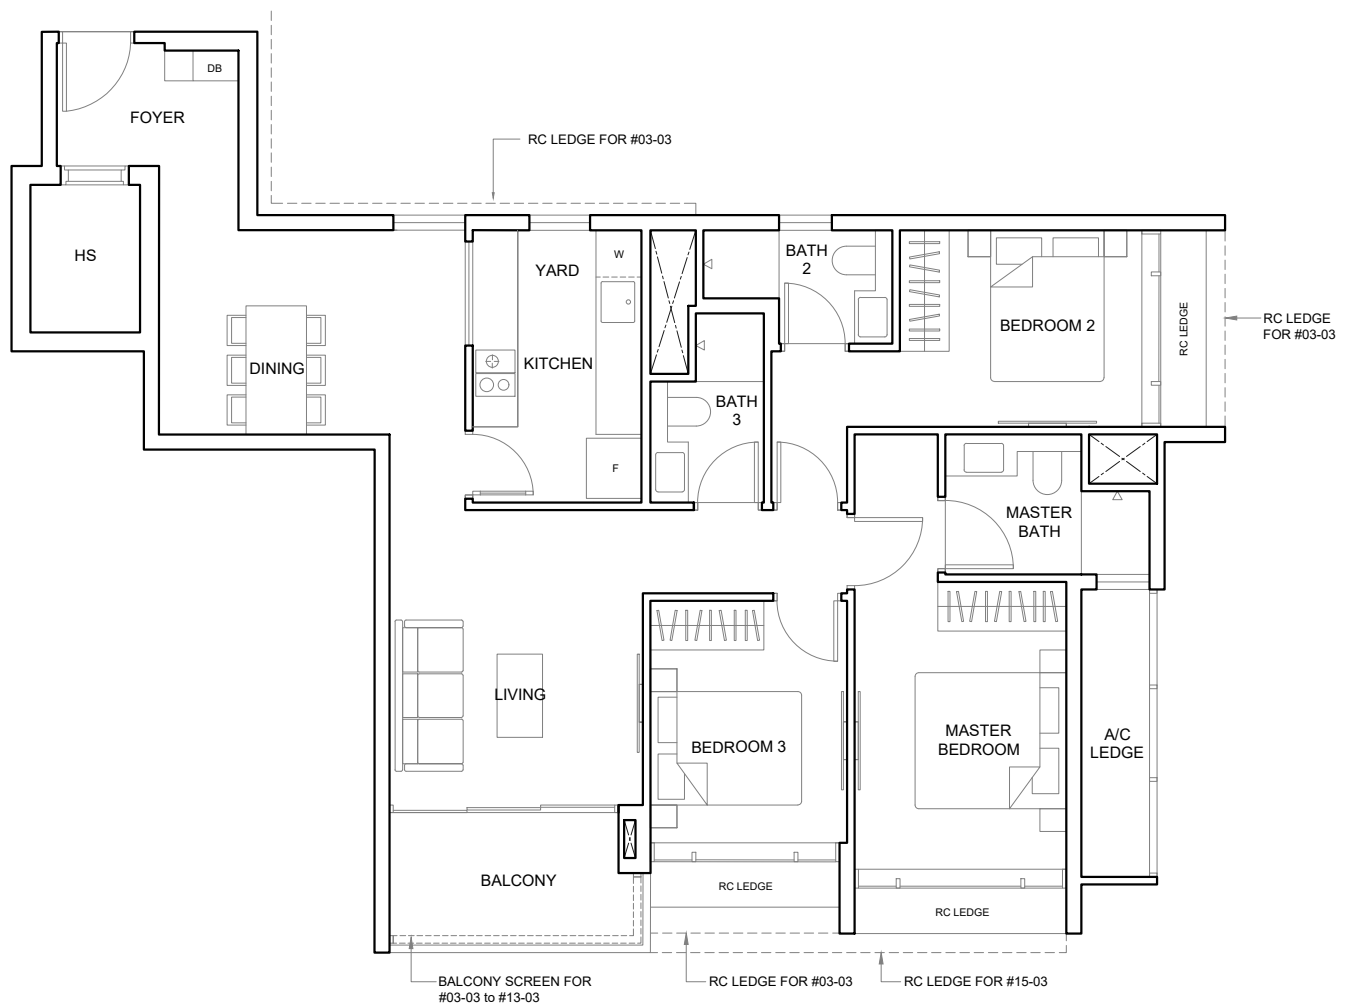 DB
FOYER
RC LEDGE FOR #03-03
HS
YARD
W
BATH
2
BEDROOM 2
RC LEDGE
RC LEDGE
FOR #03-03
DINING
KITCHEN
BATH
3
F
MASTER
BATH
LIVING
BEDROOM 3
MASTER
BEDROOM
A/C
LEDGE
BALCONY
RC LEDGE
RC LEDGE
BALCONY SCREEN FOR
#03-03 to #13-03
RC LEDGE FOR #03-03
RC LEDGE FOR #15-03